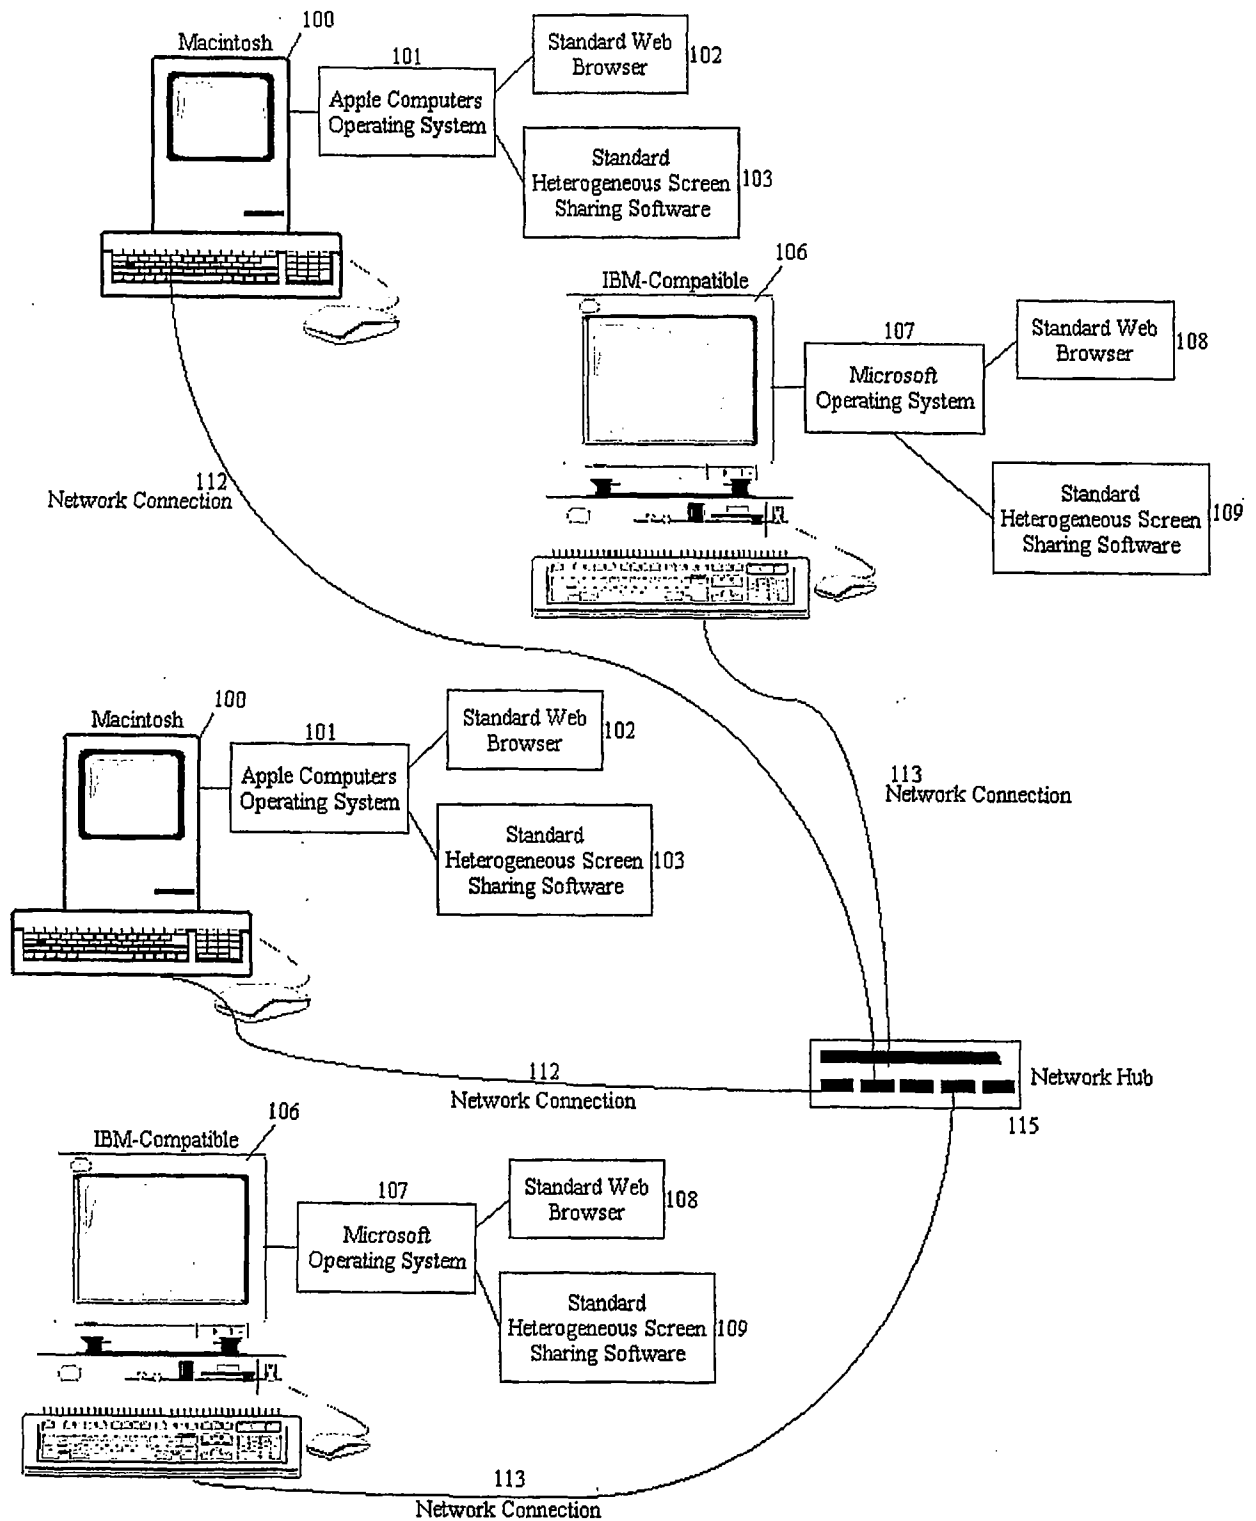 100
Macintosh
101
Apple Computers
Operating System
Standard Web
Browser
102
Standard
Heterogeneous Screen
Sharing Software
103
106
IBM-Compatible
107
Microsoft
Operating System
Standard Web
Browser
108
Standard
Heterogeneous Screen
Sharing Software
109
112
Network Connection
100
Macintosh
101
Apple Computers
Operating System
Standard Web
Browser
102
Standard
Heterogeneous Screen
Sharing Software
103
113
Network Connection
112
Network Connection
Network Hub
115
106
IBM-Compatible
107
Microsoft
Operating System
Standard Web
Browser
108
Standard
Heterogeneous Screen
Sharing Software
109
113
Network Connection